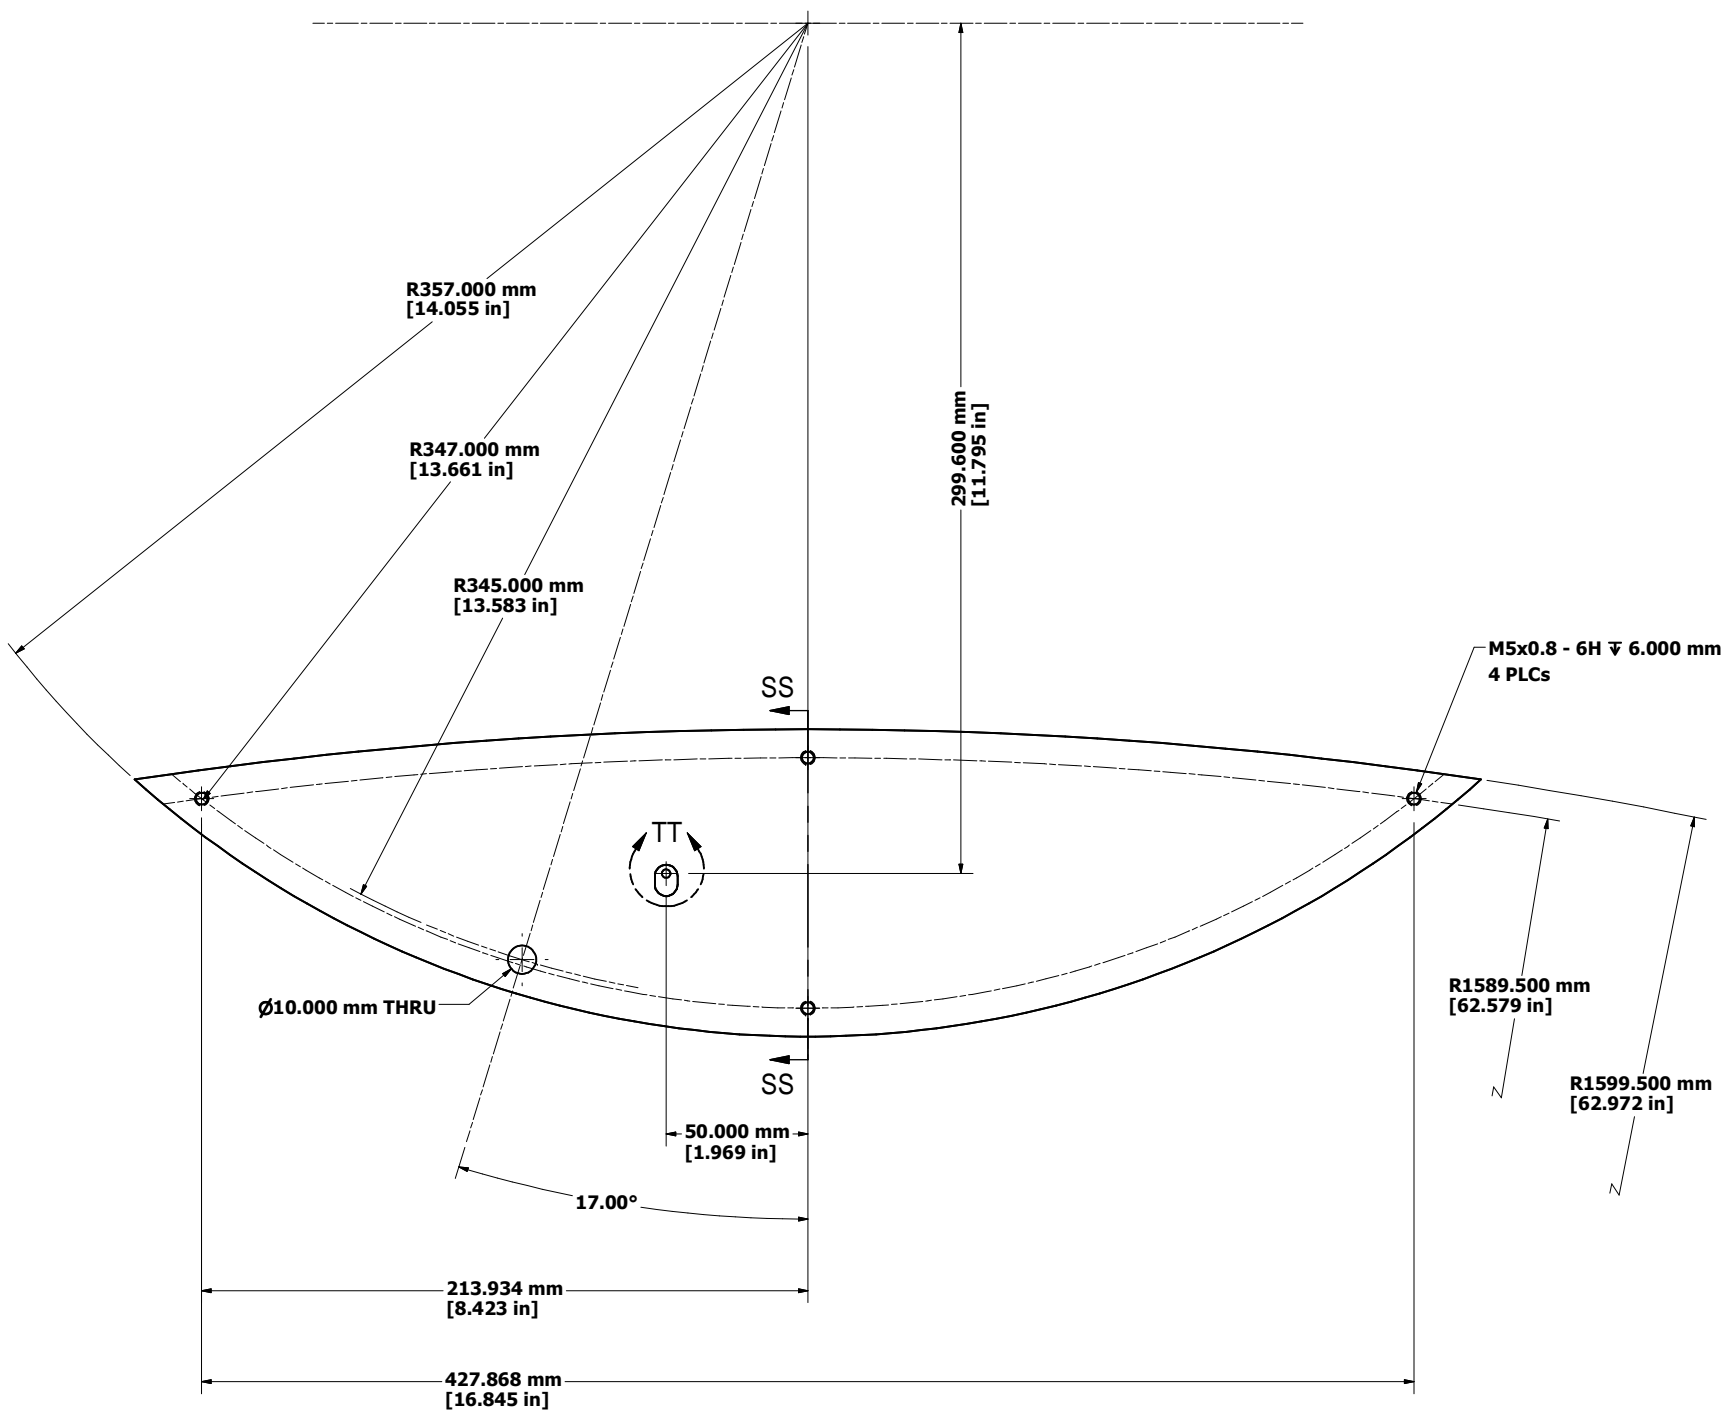 R357.000 mm
[14.055 in]
R347.000 mm
[13.661 in]
299.600 mm
[11.795 in]
R345.000 mm
[13.583 in]
M5x0.8 - 6H ↧ 6.000 mm
4 PLCs
SS
TT
Ø10.000 mm THRU
R1589.500 mm
[62.579 in]
SS
R1599.500 mm
[62.972 in]
50.000 mm
[1.969 in]
17.00°
213.934 mm
[8.423 in]
427.868 mm
[16.845 in]